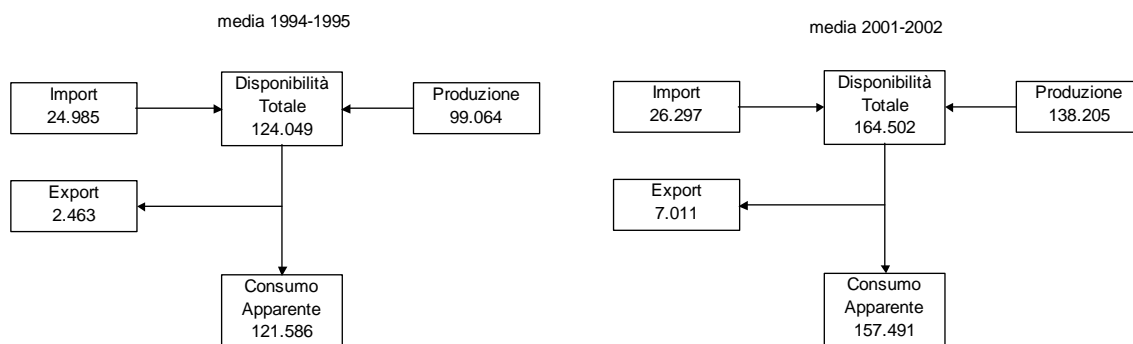 media 1994-1995
Import
24.985
Disponibilità
Totale
124.049
Produzione
99.064
Export
2.463
Consumo
Apparente
121.586
media 2001-2002
Import
26.297
Disponibilità
Totale
164.502
Produzione
138.205
Export
7.011
Consumo
Apparente
157.491